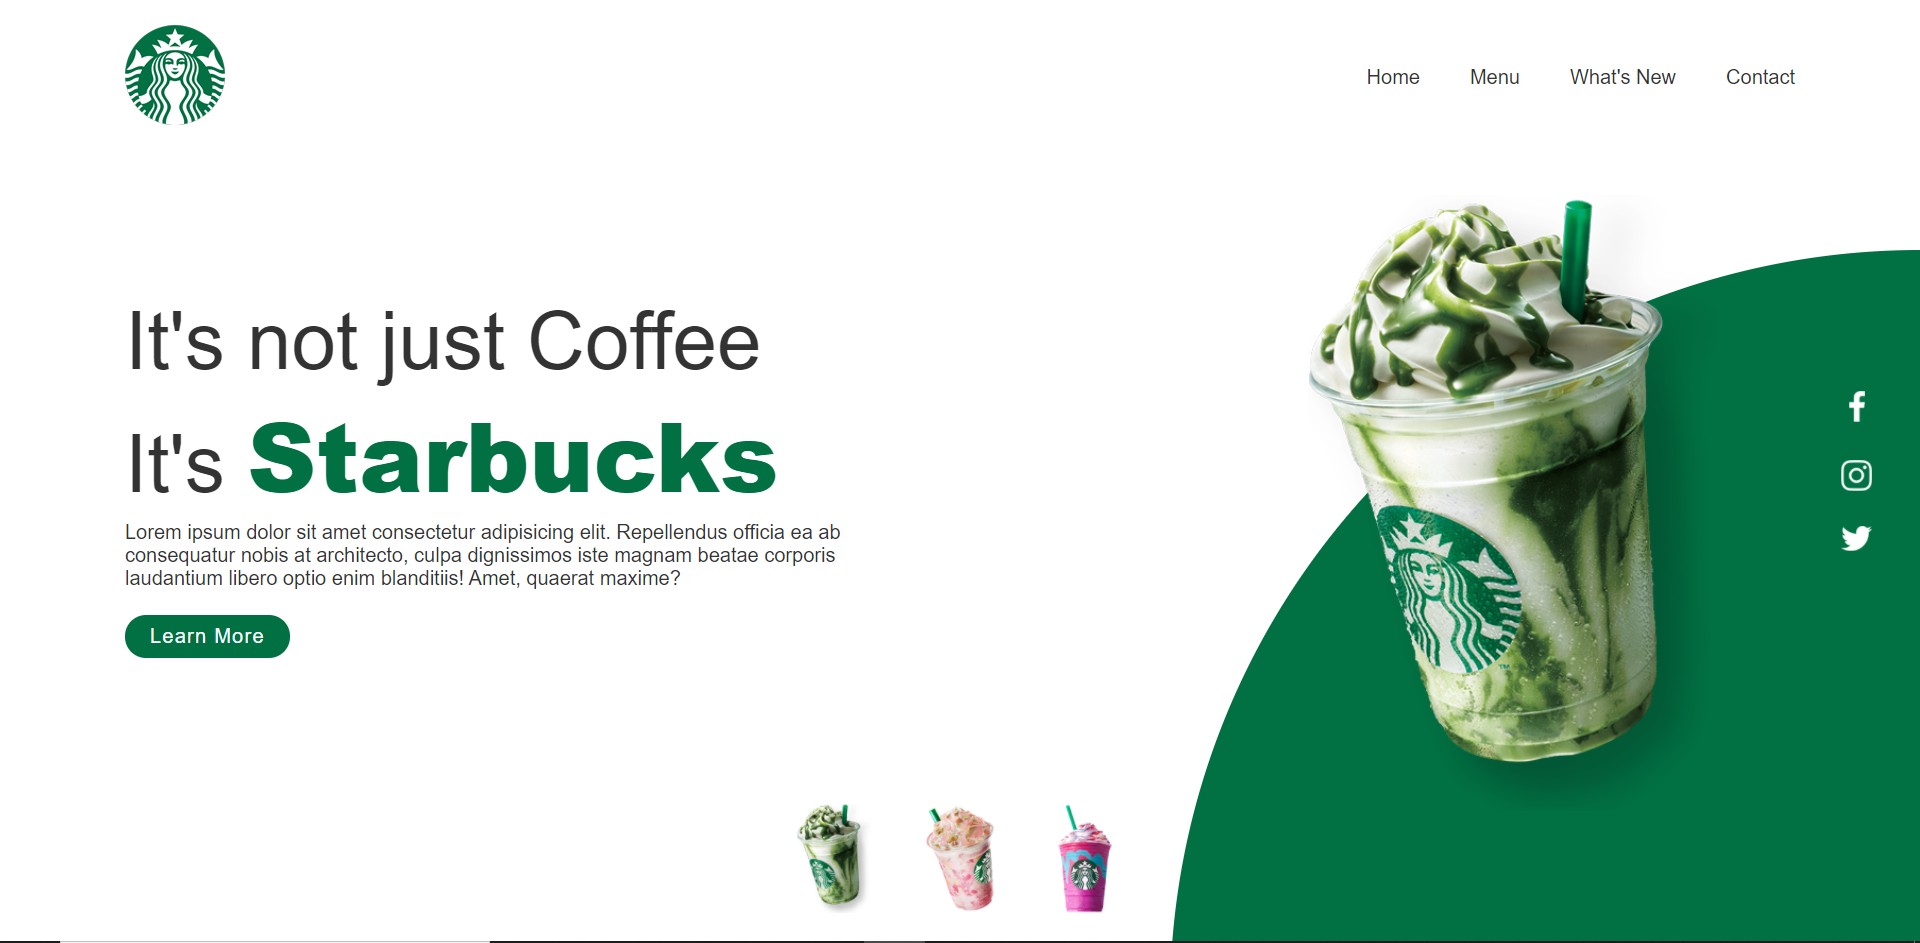 Home
Menu
What's New
Contact
It's not just Coffee
It's Starbucks
Lorem ipsum dolor sit amet consectetur adipisicing elit. Repellendus officia ea ab
consequatur nobis at architecto, culpa dignissimos iste magnam beatae corporis
laudantium libero optio enim blanditiis! Amet, quaerat maxime?
Learn More
TM